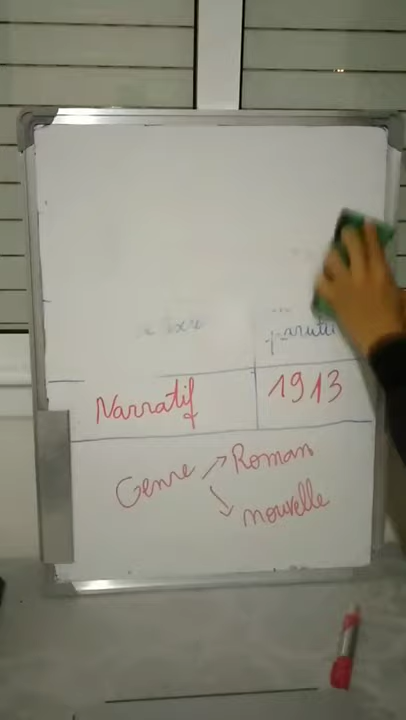 Narratif 1913
Genre → Roman
↘ nouvelle